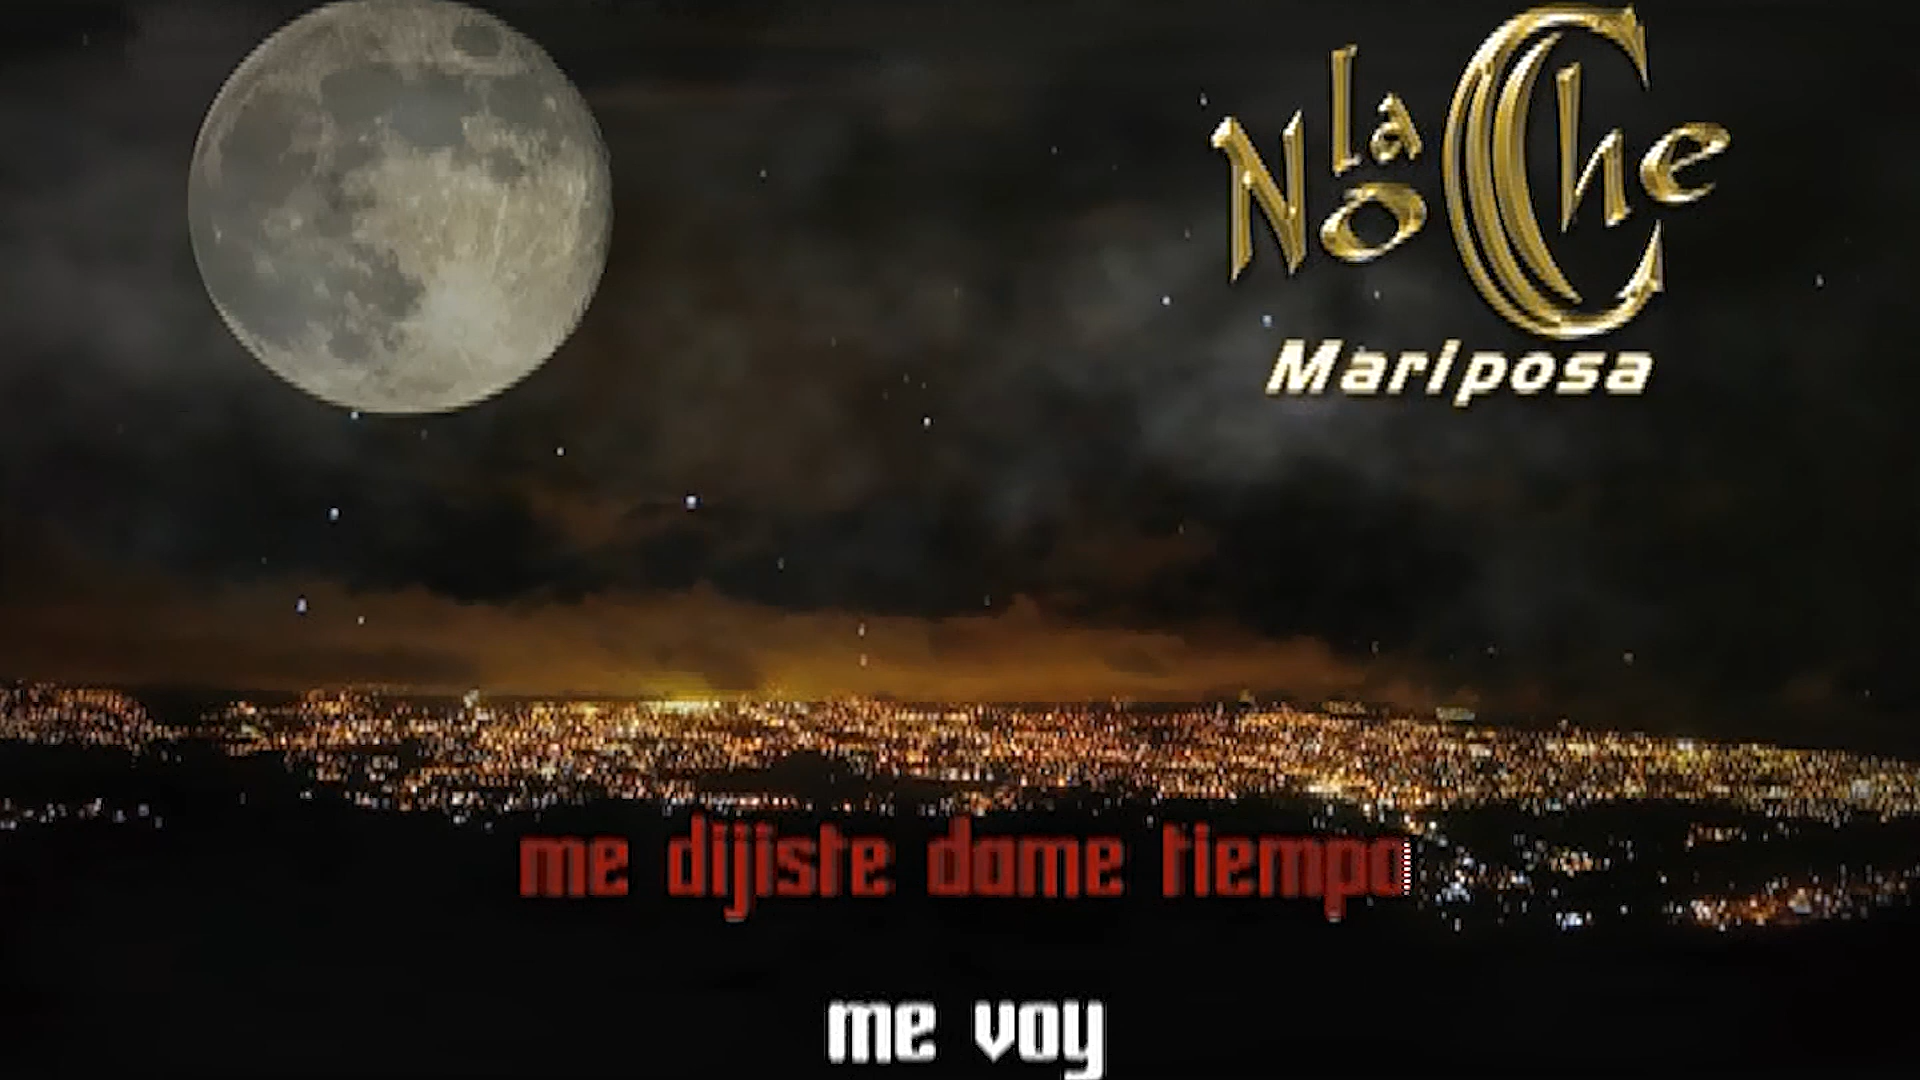 la
Noche
Mariposa
me dijiste dame tiempo
me voy